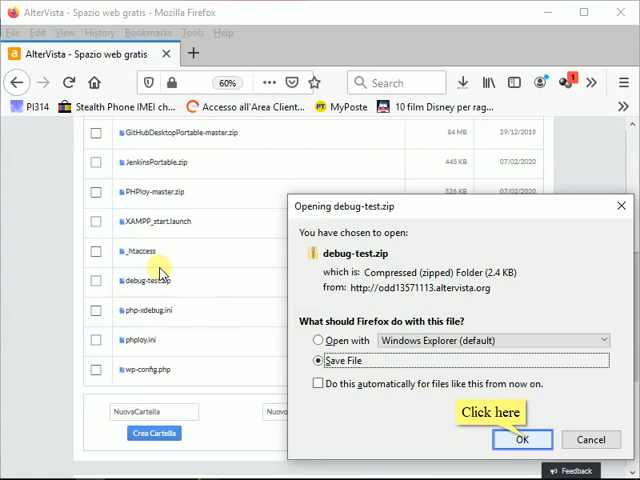 AlterVista - Spazio web gratis - Mozilla Firefox
File Edit View History Bookmarks Tools Help
AlterVista - Spazio web gratis
60%
Search
1
PI314 Stealth Phone IMEI ch... Accesso all'Area Client... MyPoste 10 film Disney per rag...
GitHubDesktopPortable-master.zip 84 MB 29/12/2019
JenkinsPortable.zip 445 KB 07/02/2020
PHPloy-master.zip 526 KB 07/02/2020
XAMPP_start.launch
_htaccess
debug-test.zip
php-xdebug.ini
phploy.ini
wp-config.php
NuovaCartella
Crea Cartella
Opening debug-test.zip
You have chosen to open:
debug-test.zip
which is: Compressed (zipped) Folder (2.4 KB)
from: http://odd13571113.altervista.org
What should Firefox do with this file?
Open with Windows Explorer (default)
Save File
Do this automatically for files like this from now on.
Click here
OK Cancel
Feedback